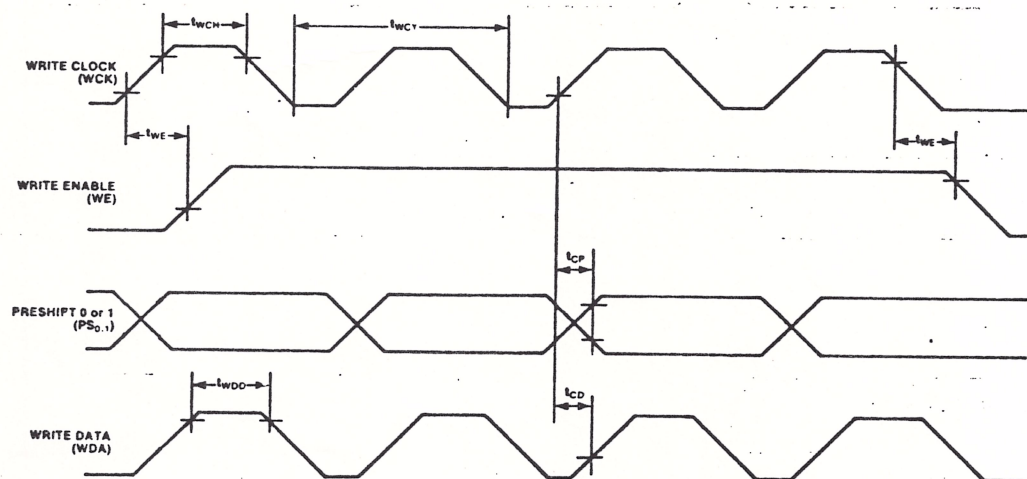 tWCH
tWCY
WRITE CLOCK
(WCK)
tWE
tWE
WRITE ENABLE
(WE)
tCP
PRESHIFT 0 or 1
(PS0,1)
tWDD
tCD
WRITE DATA
(WDA)